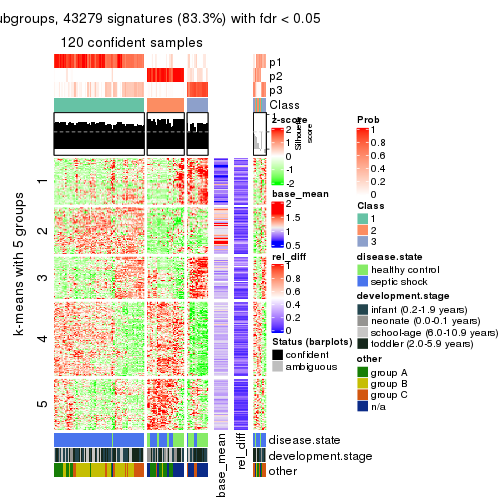 ubgroups, 43279 signatures (83.3%) with fdr < 0.05
120 confident samples
p1
p2
p3
Class
1
Silhouette
score
k-means with 5 groups
1
2
3
4
5
z-score
2
1
0
-1
-2
base_mean
2
1.5
1
0.5
rel_diff
1
0.8
0.6
0.4
0.2
0
Status (barplots)
confident
ambiguous
Prob
1
0.8
0.6
0.4
0.2
0
Class
1
2
3
disease.state
healthy control
septic shock
development.stage
infant (0.2-1.9 years)
neonate (0.0-0.1 years)
school-age (6.0-10.9 years)
toddler (2.0-5.9 years)
other
group A
group B
group C
n/a
disease.state
development.stage
other
base_mean
rel_diff